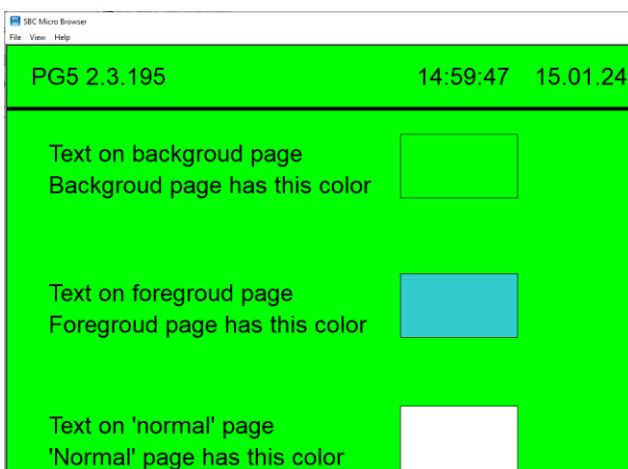 SBC Micro Browser
File View Help
PG5 2.3.195 14:59:47 15.01.24
Text on backgroud page
Backgroud page has this color
Text on foregroud page
Foregroud page has this color
Text on 'normal' page
'Normal' page has this color